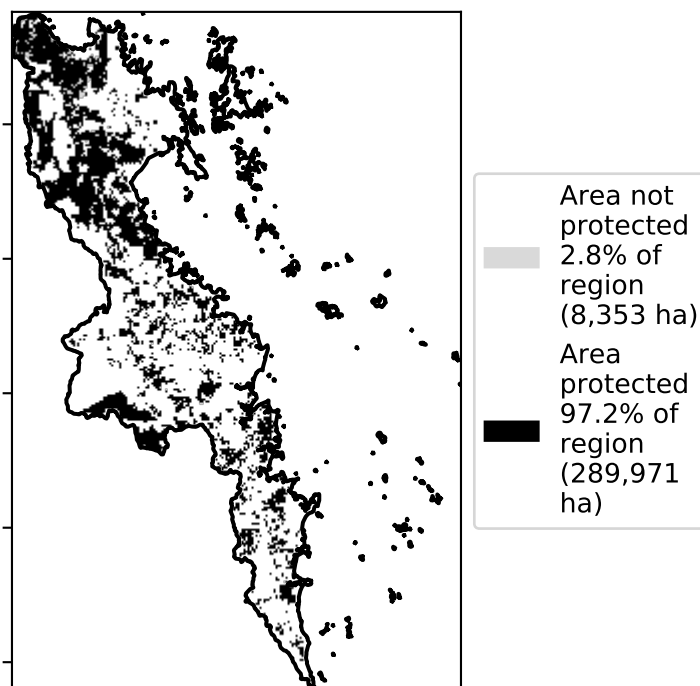 Area not
protected
2.8% of
region
(8,353 ha)
Area
protected
97.2% of
region
(289,971
ha)